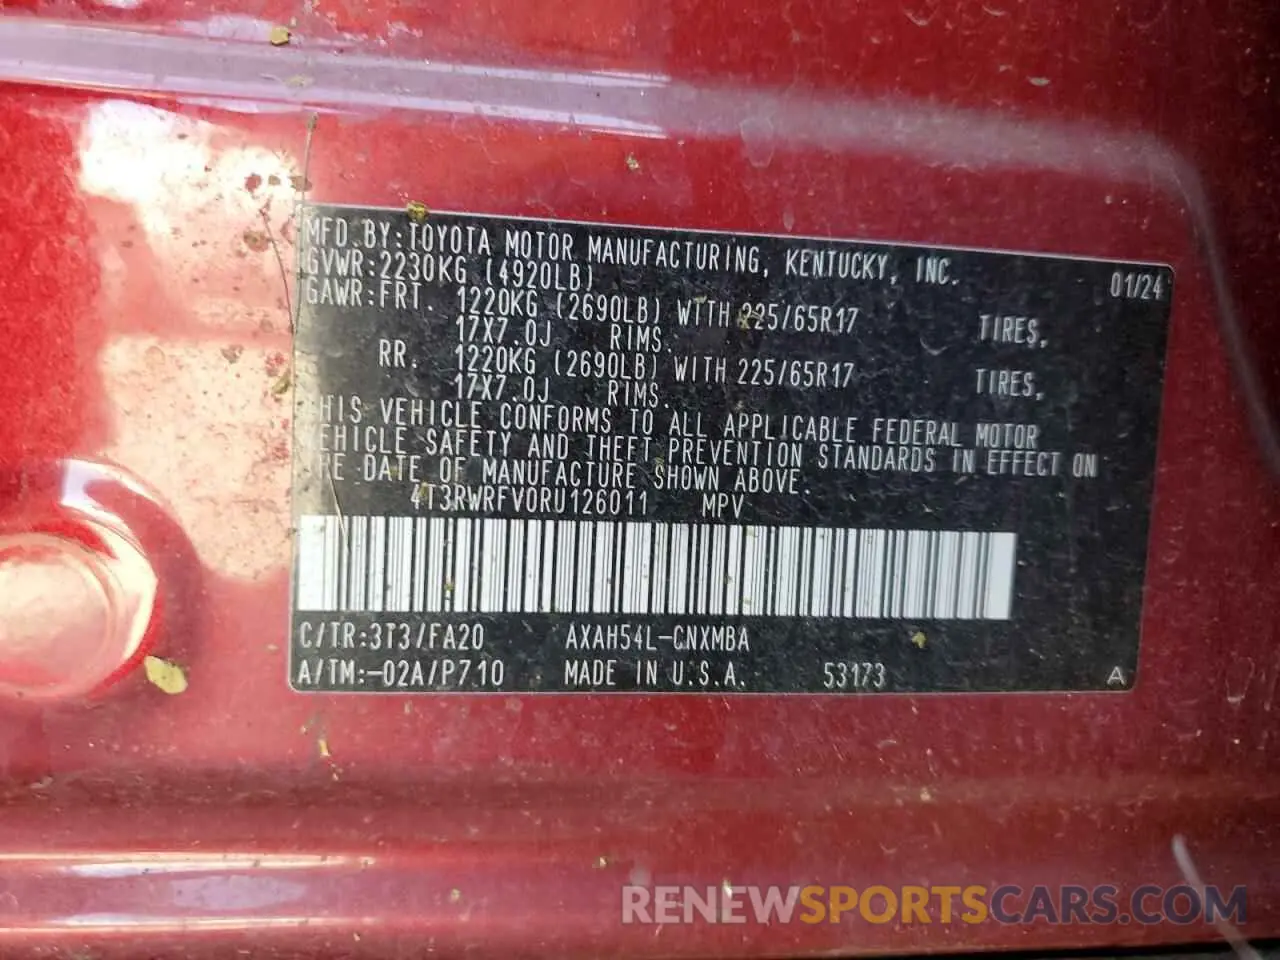 MFD.BY:TOYOTA MOTOR MANUFACTURING, KENTUCKY, INC. 01/24
GVWR:2230KG (4920LB)
GAWR:FRT. 1220KG (2690LB) WITH 225/65R17 TIRES,
17X7.0J RIMS.
RR. 1220KG (2690LB) WITH 225/65R17 TIRES,
17X7.0J RIMS.
THIS VEHICLE CONFORMS TO ALL APPLICABLE FEDERAL MOTOR
VEHICLE SAFETY AND THEFT PREVENTION STANDARDS IN EFFECT ON
THE DATE OF MANUFACTURE SHOWN ABOVE.
4T3RWRFV0RU126011 MPV
C/TR:3T3/FA20 AXAH54L-CNXMBA
A/TM:-02A/P710 MADE IN U.S.A. 53173 A
RENEWSPORTSCARS.COM